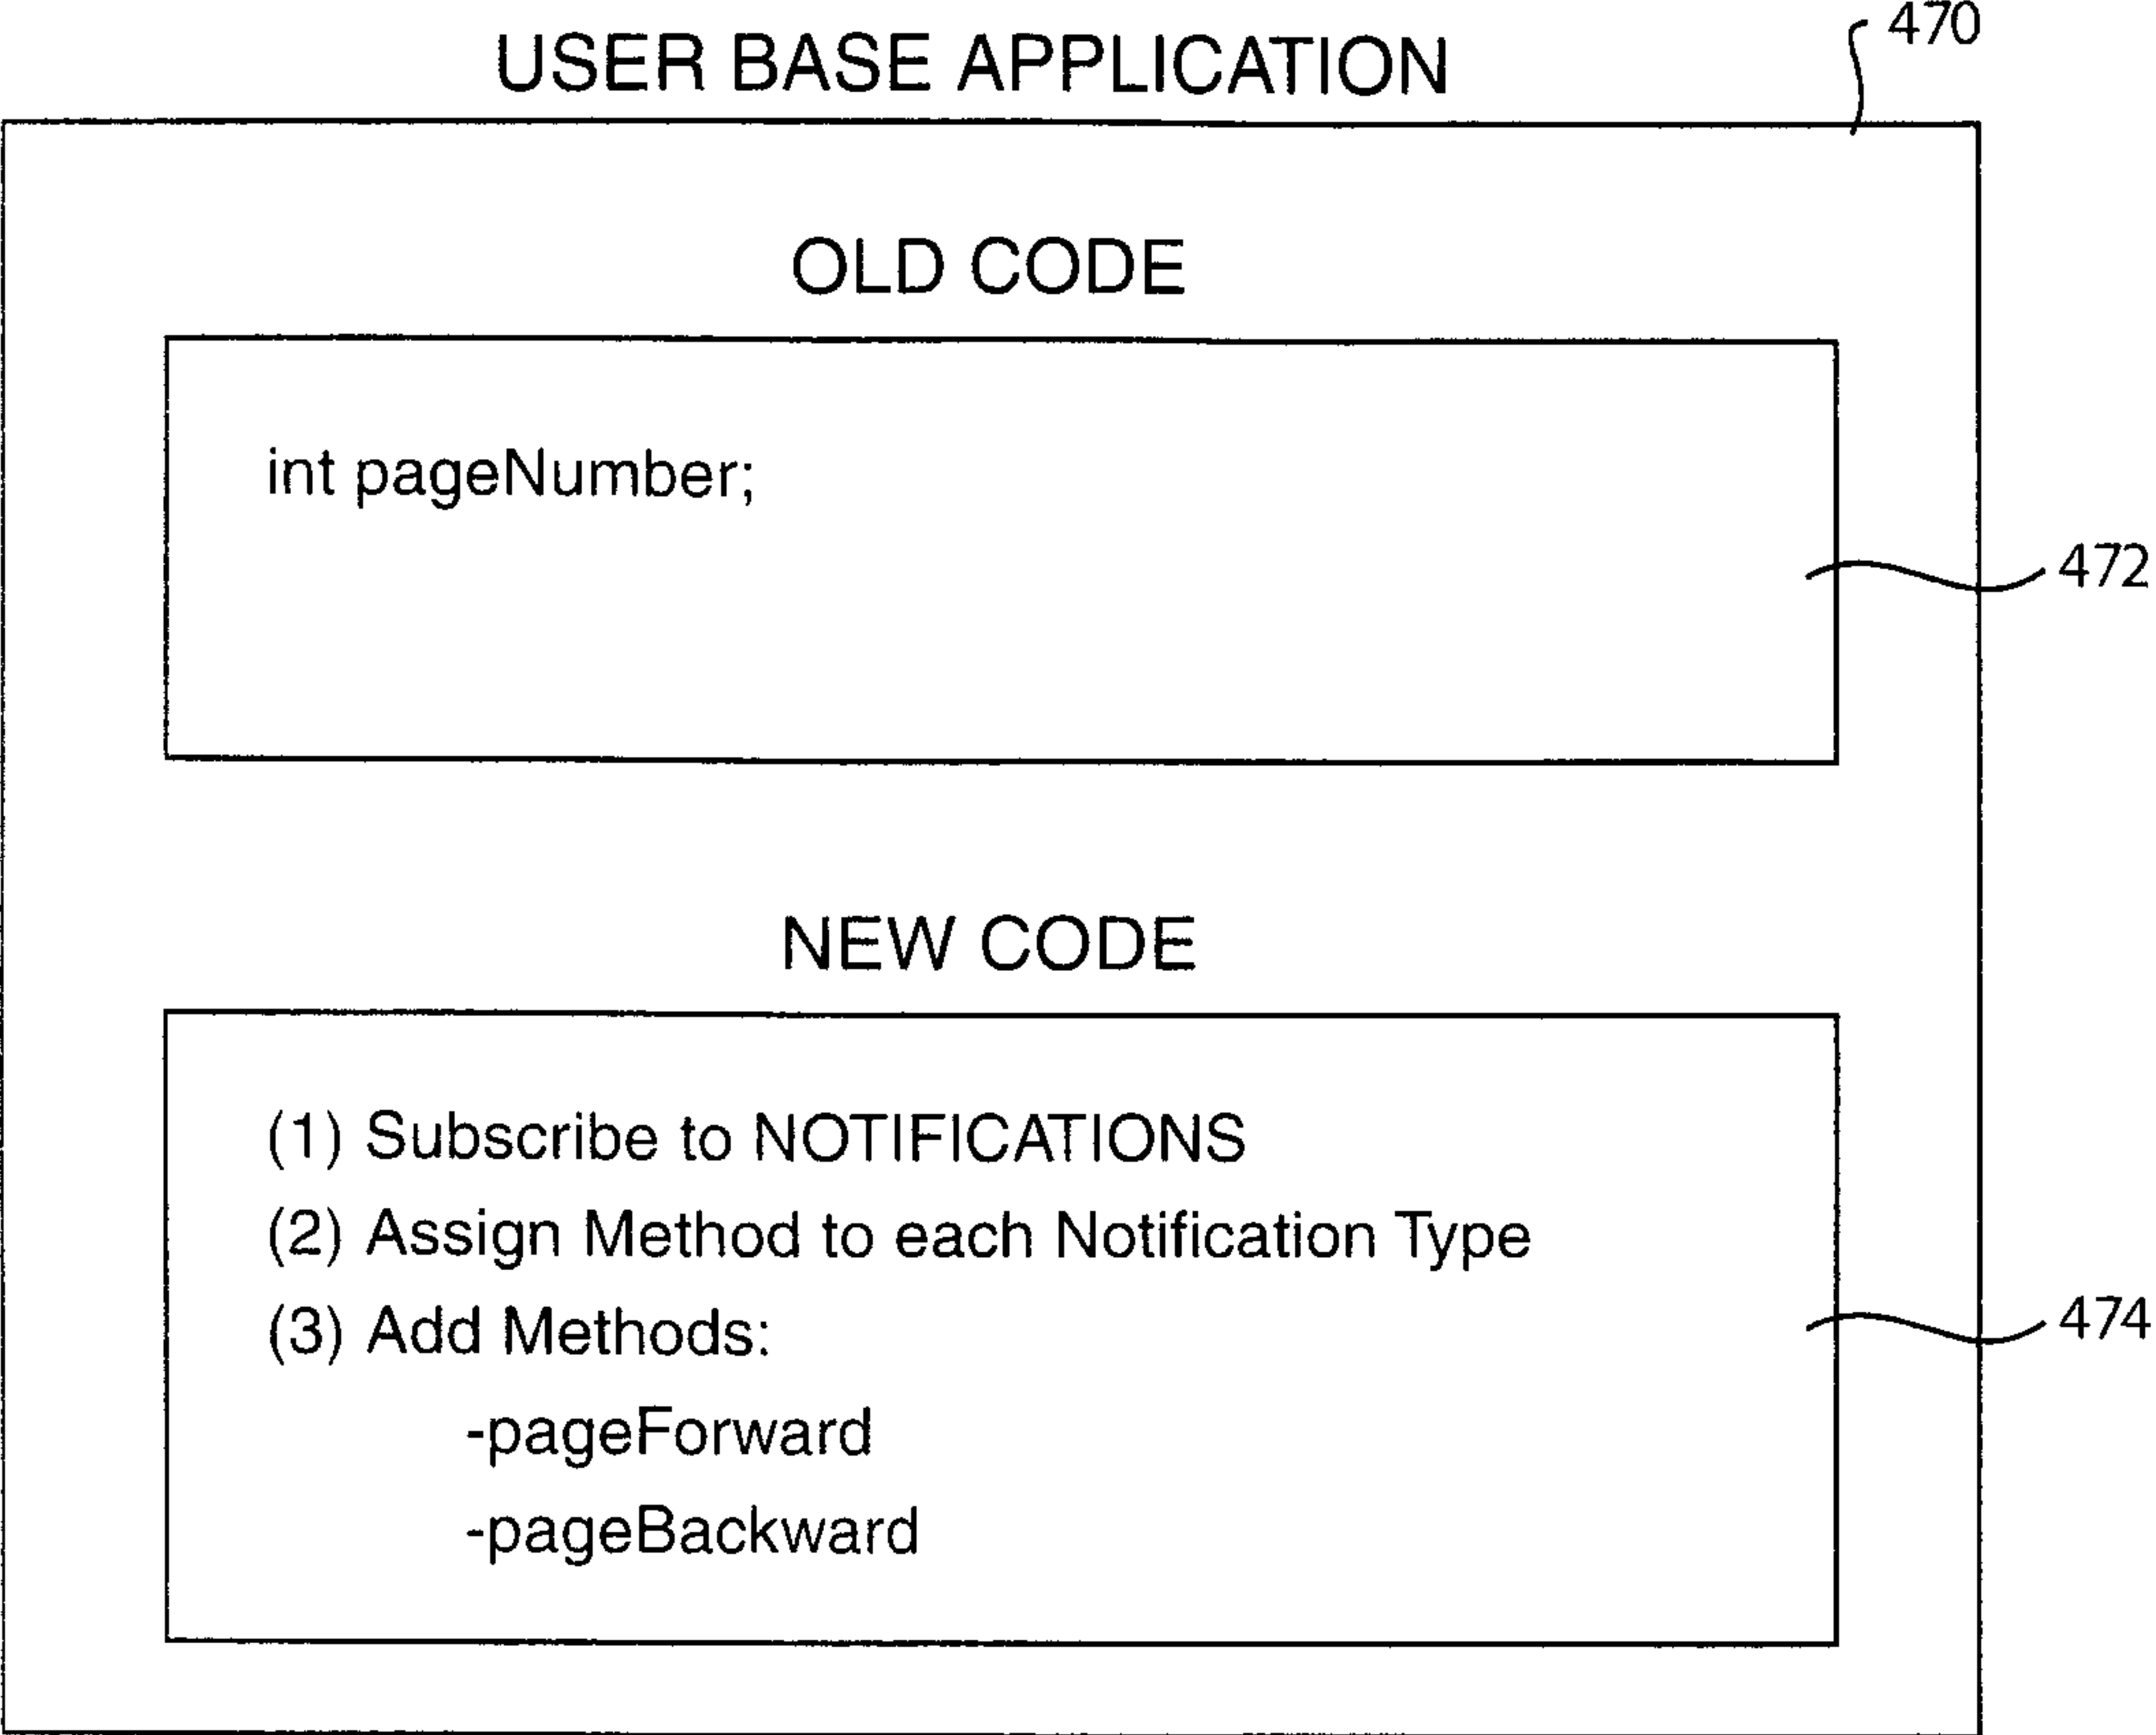 470
USER BASE APPLICATION
OLD CODE
int pageNumber;
472
NEW CODE
(1) Subscribe to NOTIFICATIONS
(2) Assign Method to each Notification Type
(3) Add Methods:
474
-pageForward
-pageBackward